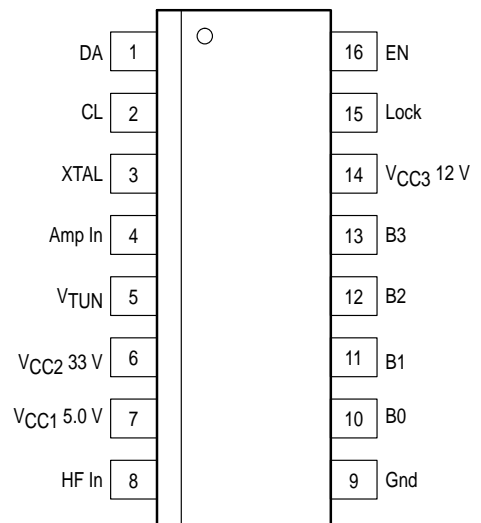 DA 1 16 EN
CL 2 15 Lock
XTAL 3 14 VCC3 12 V
Amp In 4 13 B3
VTUN 5 12 B2
VCC2 33 V 6 11 B1
VCC1 5.0 V 7 10 B0
HF In 8 9 Gnd